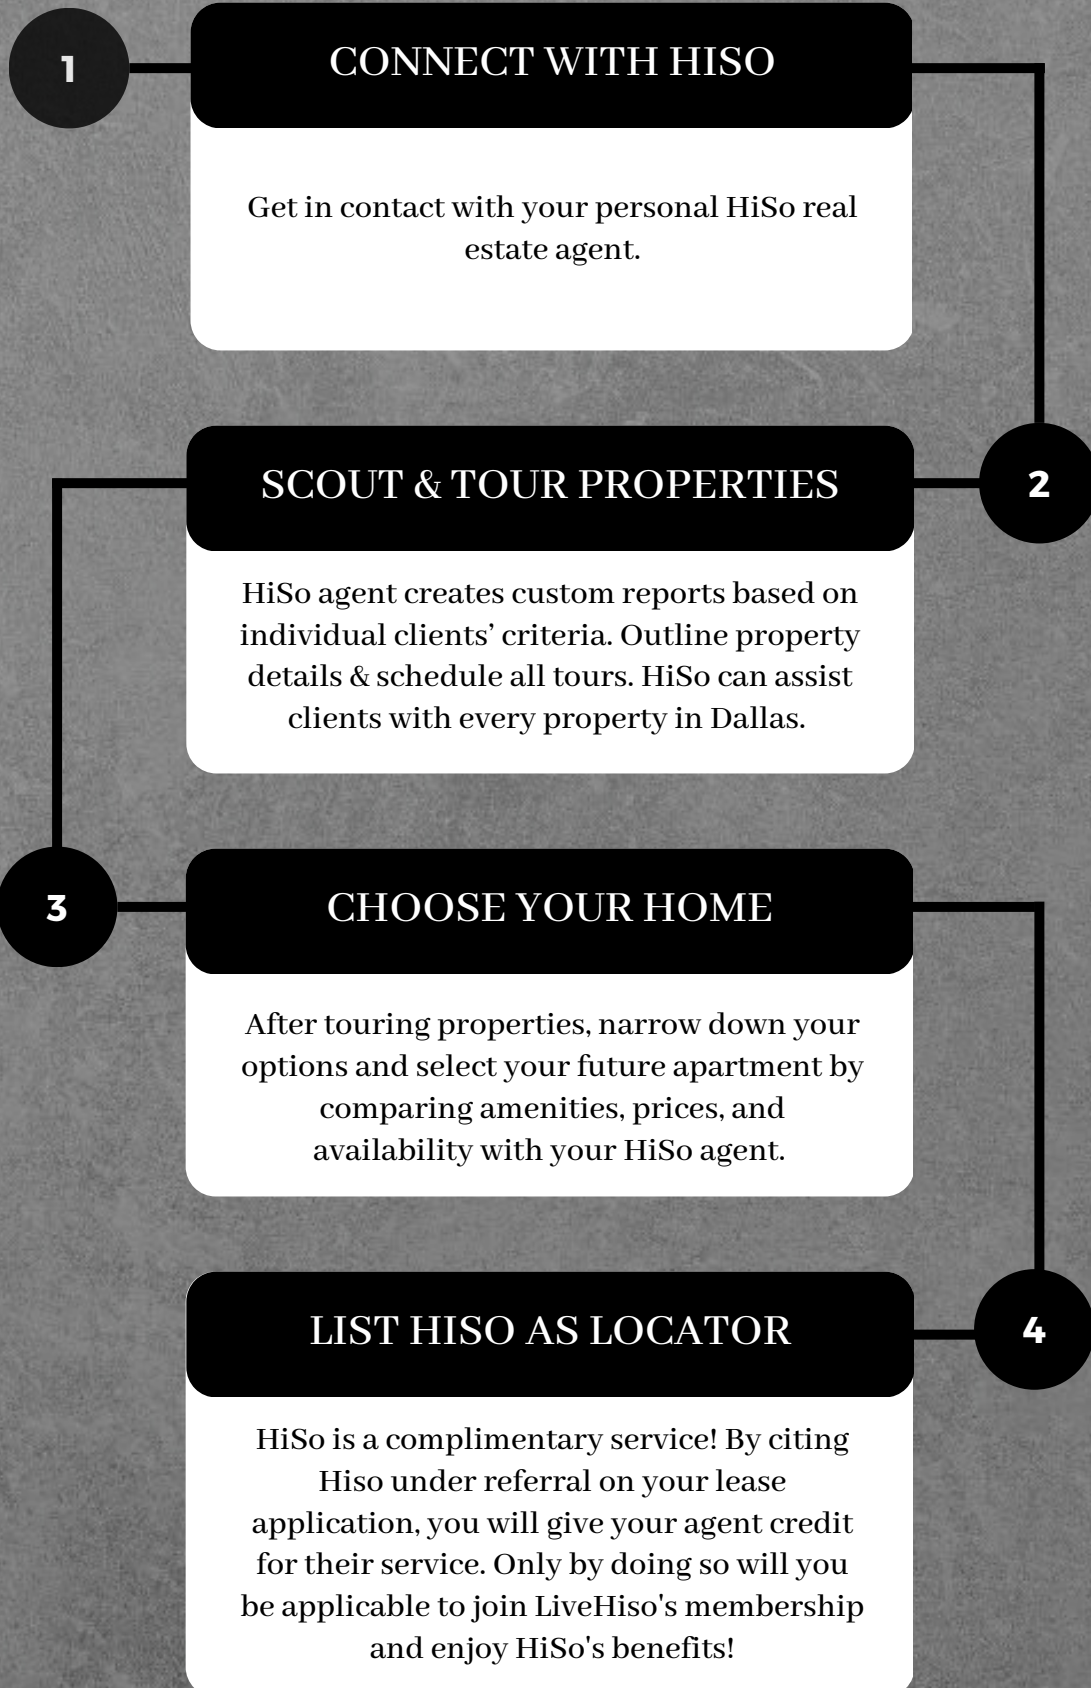 1
CONNECT WITH HISO
Get in contact with your personal HiSo real
estate agent.
SCOUT & TOUR PROPERTIES
2
HiSo agent creates custom reports based on
individual clients’ criteria. Outline property
details & schedule all tours. HiSo can assist
clients with every property in Dallas.
3
CHOOSE YOUR HOME
After touring properties, narrow down your
options and select your future apartment by
comparing amenities, prices, and
availability with your HiSo agent.
LIST HISO AS LOCATOR
4
HiSo is a complimentary service! By citing
Hiso under referral on your lease
application, you will give your agent credit
for their service. Only by doing so will you
be applicable to join LiveHiso's membership
and enjoy HiSo's benefits!